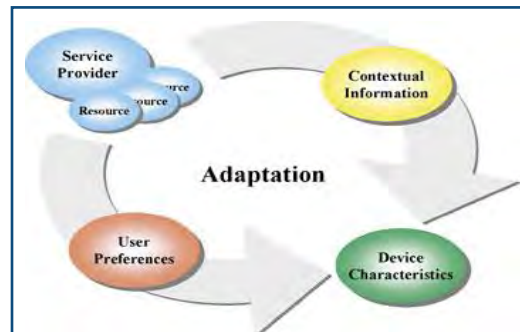 Service
Provider
Resource
Contextual
Information
Adaptation
User
Preferences
Device
Characteristics